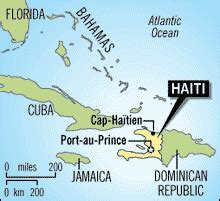 FLORIDA
BAHAMAS
Atlantic
Ocean
HAITI
CUBA
Cap-Haïtien
Port-au-Prince
0 miles 200
0 km 200
JAMAICA
DOMINICAN
REPUBLIC